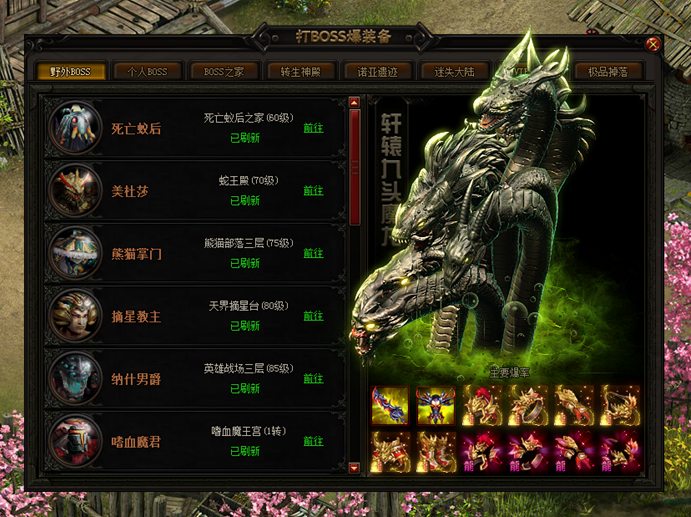 打BOSS爆装备
野外BOSS
个人BOSS
BOSS之家
转生神殿
诺亚遗迹
迷失大陆
极品掉落
死亡蚁后
死亡蚁后之家(60级)
已刷新
前往
美杜莎
蛇王殿(70级)
已刷新
前往
熊猫掌门
熊猫部落三层(75级)
已刷新
前往
摘星教主
天界摘星台(80级)
已刷新
前往
纳什男爵
英雄战场三层(85级)
已刷新
前往
嗜血魔君
嗜血魔王宫(1转)
已刷新
前往
轩辕九头魔龙
主要爆率
龍
龍
龍
龍